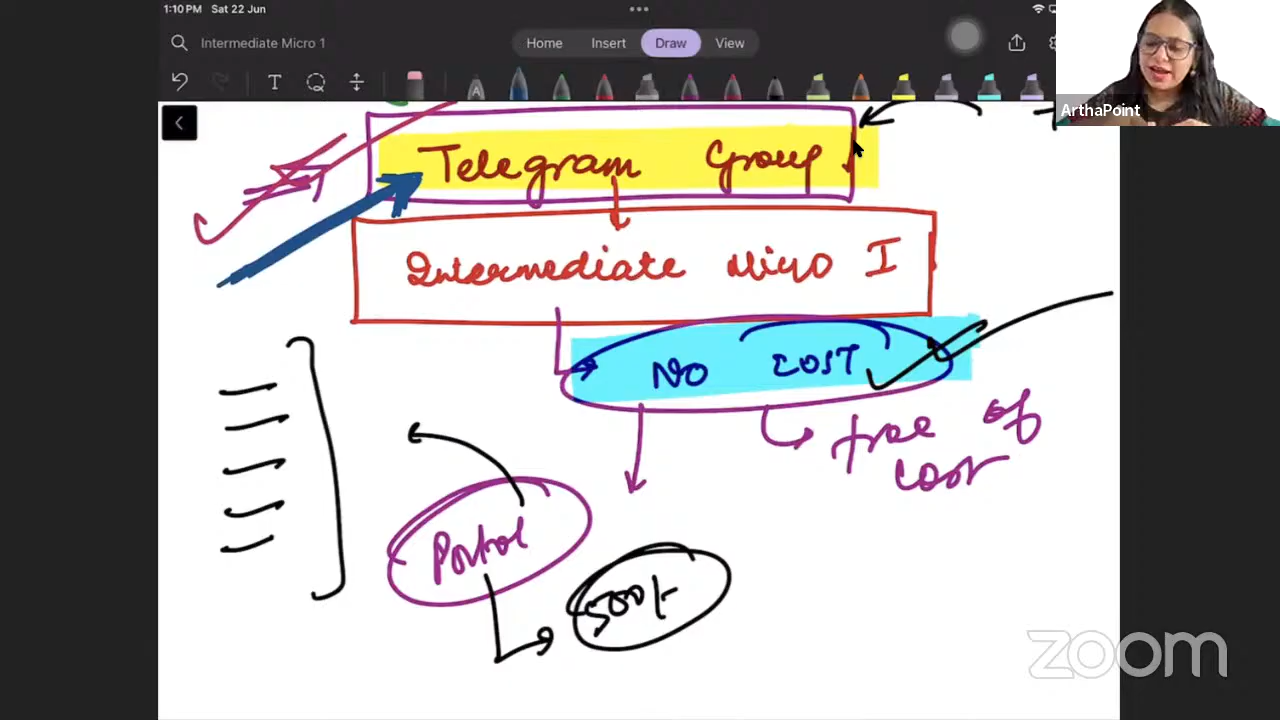 1:10 PM Sat 22 Jun
Intermediate Micro 1
Home Insert Draw View
ArthaPoint
Telegram Group
Intermediate Micro I
NO COST
free of
cost
Portal
500/-
zoom